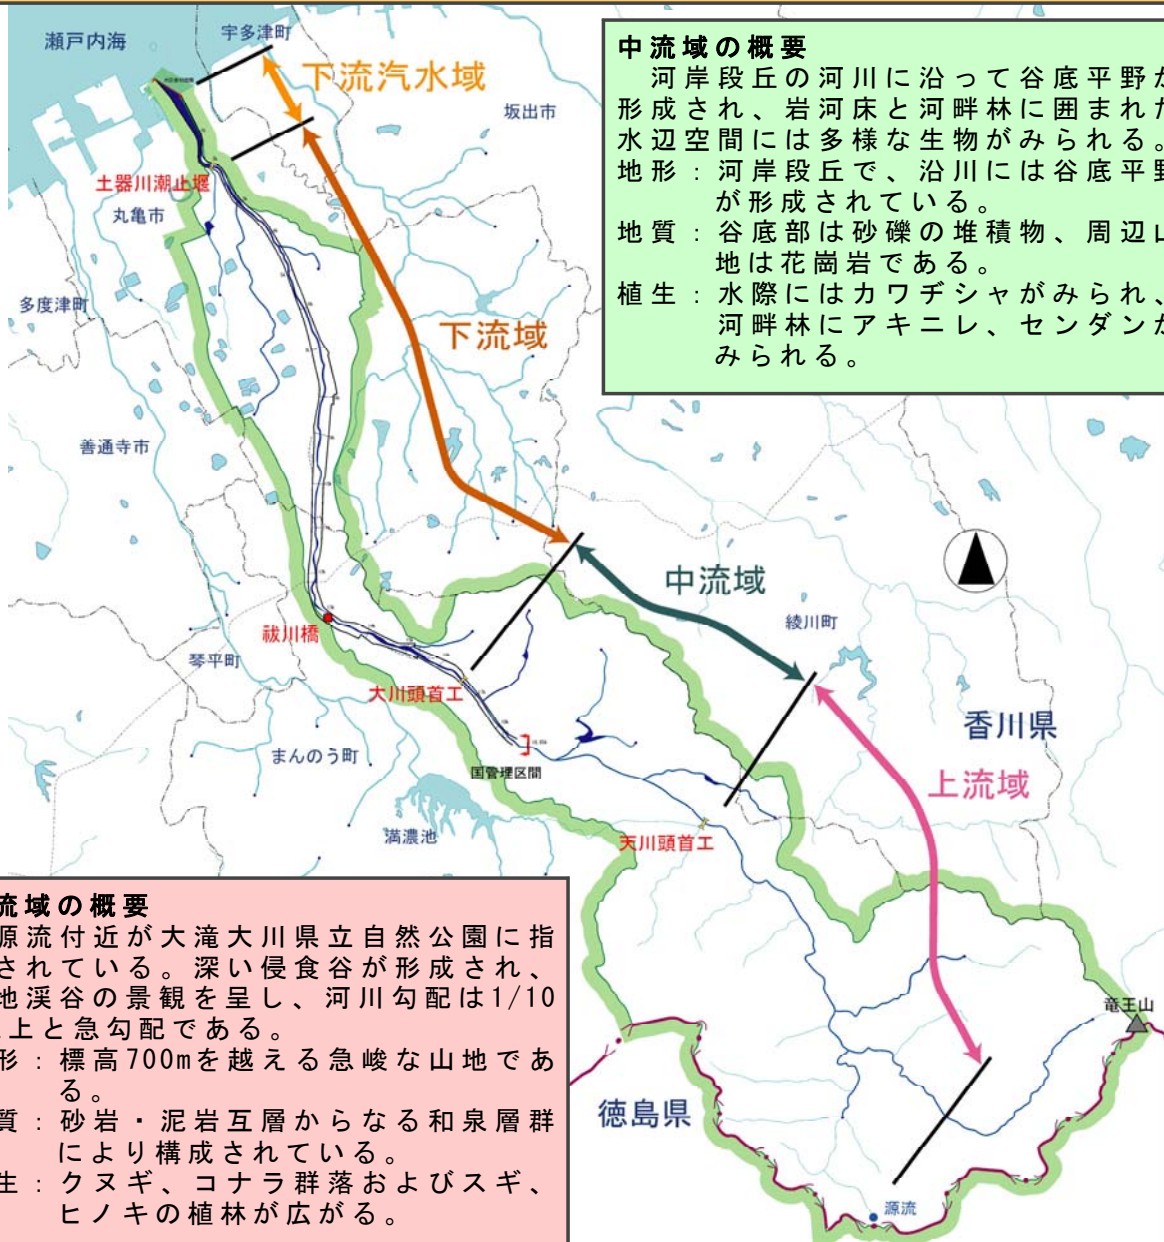 瀬戸内海
宇多津町
下流汽水域
坂出市
土器川潮止堰
丸亀市
多度津町
下流域
善通寺市
中流域の概要
河岸段丘の河川に沿って谷底平野が
形成され、岩河床と河畔林に囲まれた
水辺空間には多様な生物がみられる。
地形：河岸段丘で、沿川には谷底平野
が形成されている。
地質：谷底部は砂礫の堆積物、周辺山
地は花崗岩である。
植生：水際にはカワヂシャがみられ、
河畔林にアキニレ、センダンが
みられる。
中流域
綾川町
祓川橋
琴平町
大川頭首工
香川県
まんのう町
国管理区間
上流域
満濃池
天川頭首工
流域の概要
源流付近が大滝大川県立自然公園に指
されている。深い侵食谷が形成され、
地渓谷の景観を呈し、河川勾配は1/10
上と急勾配である。
形：標高700mを越える急峻な山地であ
る。
質：砂岩・泥岩互層からなる和泉層群
により構成されている。
生：クヌギ、コナラ群落およびスギ、
ヒノキの植林が広がる。
竜王山
徳島県
源流